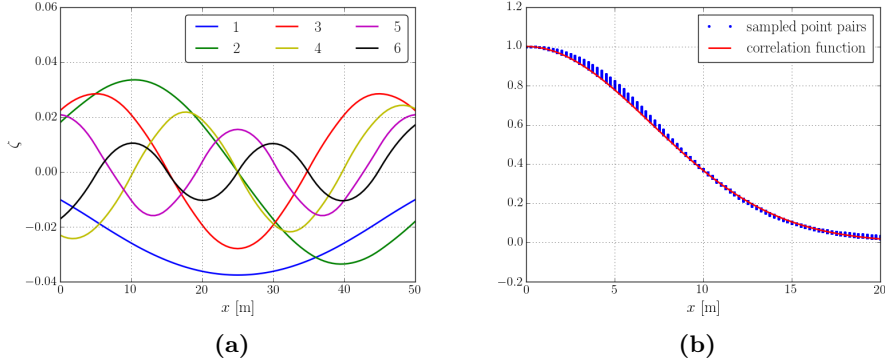 0.06
0.04
0.02
0.00
−0.02
−0.04
ζ
1 3 5
2 4 6
0 10 20 30 40 50
x [m]
(a)
1.2
1.0
0.8
0.6
0.4
0.2
0.0
−0.2
sampled point pairs
correlation function
0 5 10 15 20
x [m]
(b)